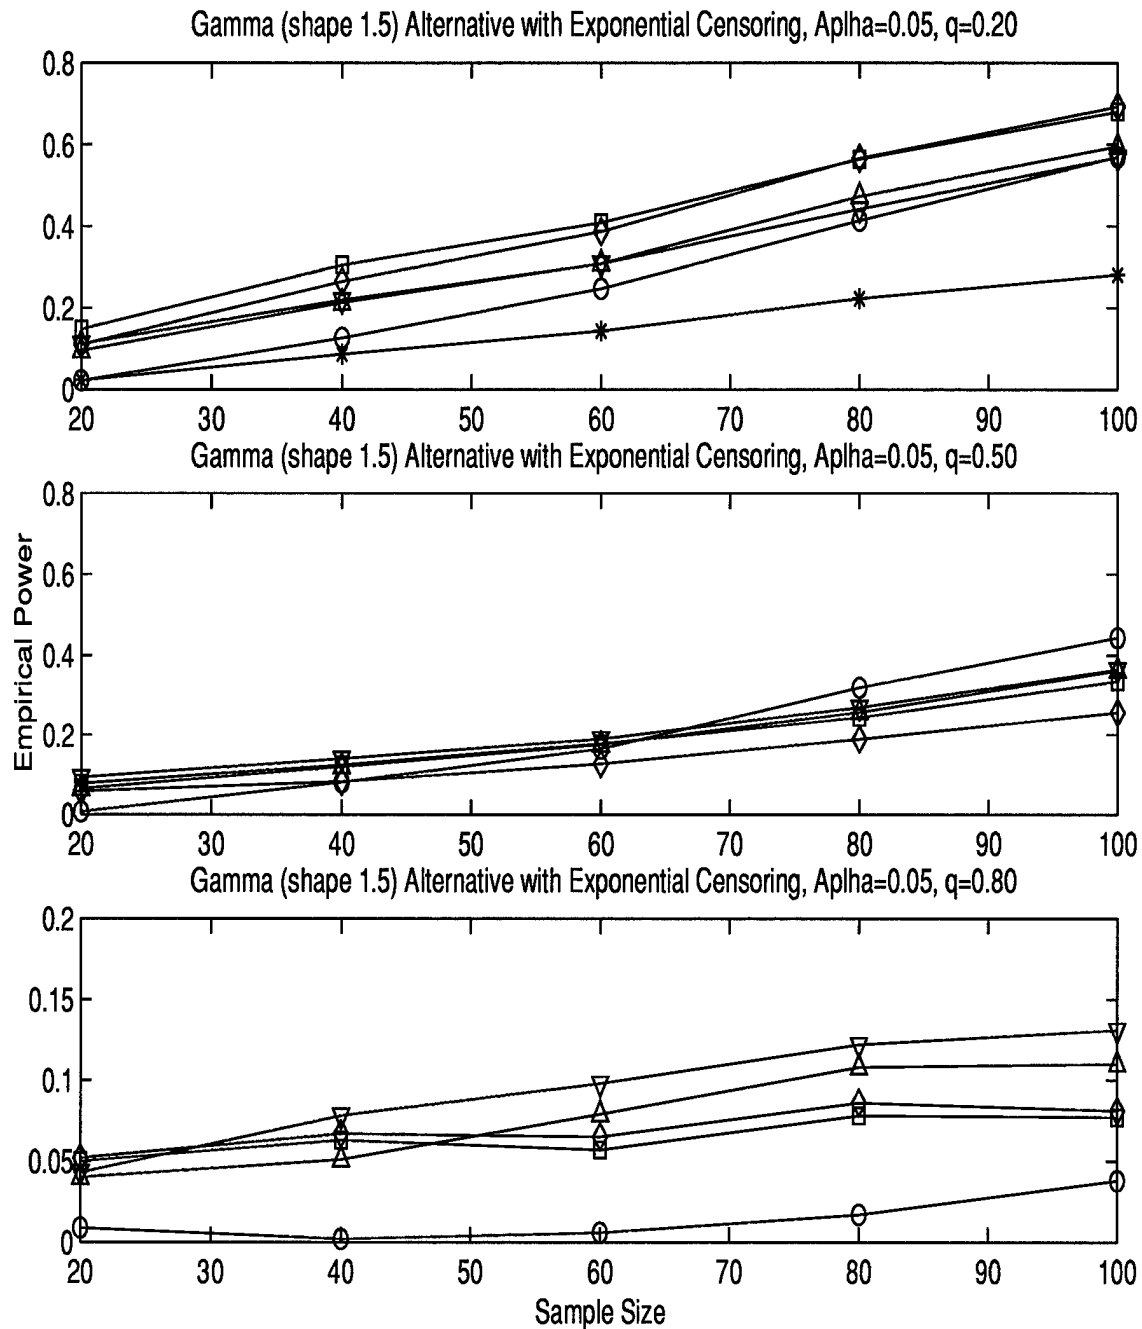 Gamma (shape 1.5) Alternative with Exponential Censoring, Aplha=0.05, q=0.20
0.8
0.6
0.4
0.2
0
20 30 40 50 60 70 80 90 100
Gamma (shape 1.5) Alternative with Exponential Censoring, Aplha=0.05, q=0.50
Empirical Power
0.8
0.6
0.4
0.2
0
20 30 40 50 60 70 80 90 100
Gamma (shape 1.5) Alternative with Exponential Censoring, Aplha=0.05, q=0.80
0.2
0.15
0.1
0.05
0
20 30 40 50 60 70 80 90 100
Sample Size